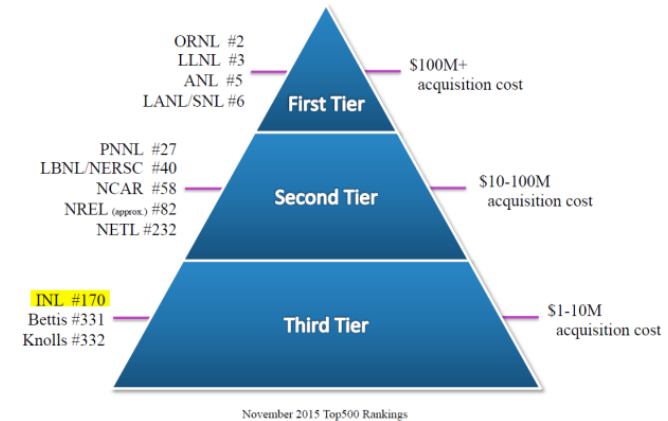 ORNL #2
LLNL #3
ANL #5
LANL/SNL #6
First Tier
$100M+
acquisition cost
PNNL #27
LBNL/NERSC #40
NCAR #58
NREL (approx.) #82
NETL #232
Second Tier
$10-100M
acquisition cost
INL #170
Bettis #331
Knolls #332
Third Tier
$1-10M
acquisition cost
November 2015 Top500 Rankings